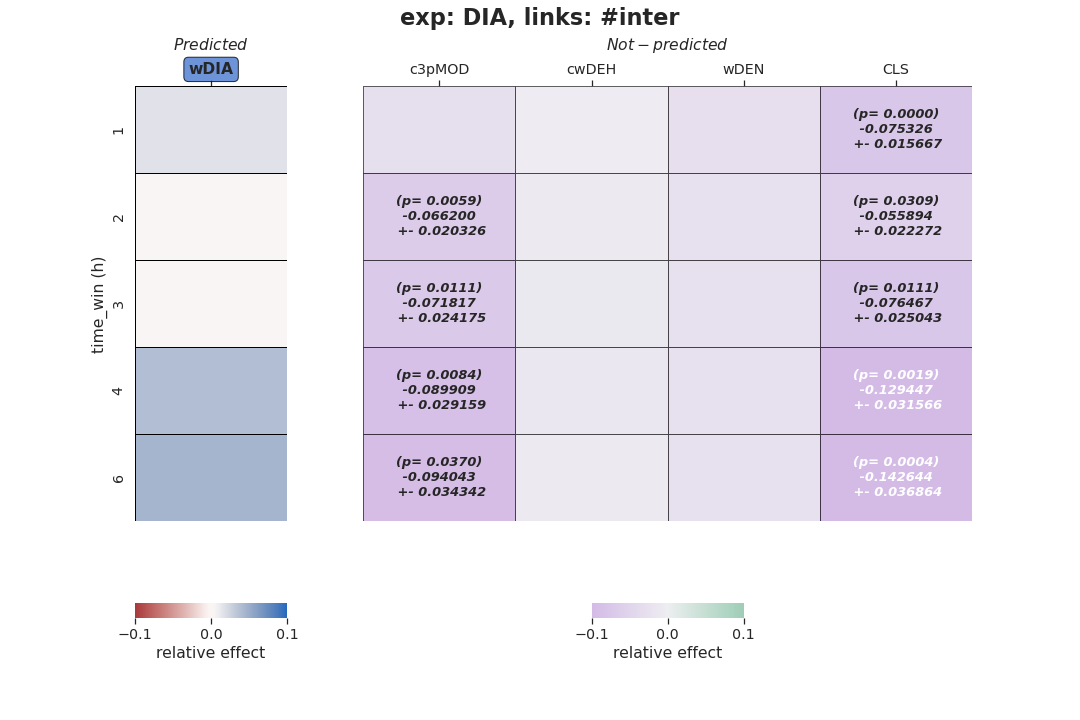 exp: DIA, links: #inter
Predicted
Not − predicted
wDIA
c3pMOD
cwDEH
wDEN
CLS
time_win (h)
1
(p= 0.0000)
-0.075326
+- 0.015667
2
(p= 0.0059)
-0.066200
+- 0.020326
(p= 0.0309)
-0.055894
+- 0.022272
3
(p= 0.0111)
-0.071817
+- 0.024175
(p= 0.0111)
-0.076467
+- 0.025043
4
(p= 0.0084)
-0.089909
+- 0.029159
(p= 0.0019)
-0.129447
+- 0.031566
6
(p= 0.0370)
-0.094043
+- 0.034342
(p= 0.0004)
-0.142644
+- 0.036864
−0.1 0.0 0.1
relative effect
−0.1 0.0 0.1
relative effect